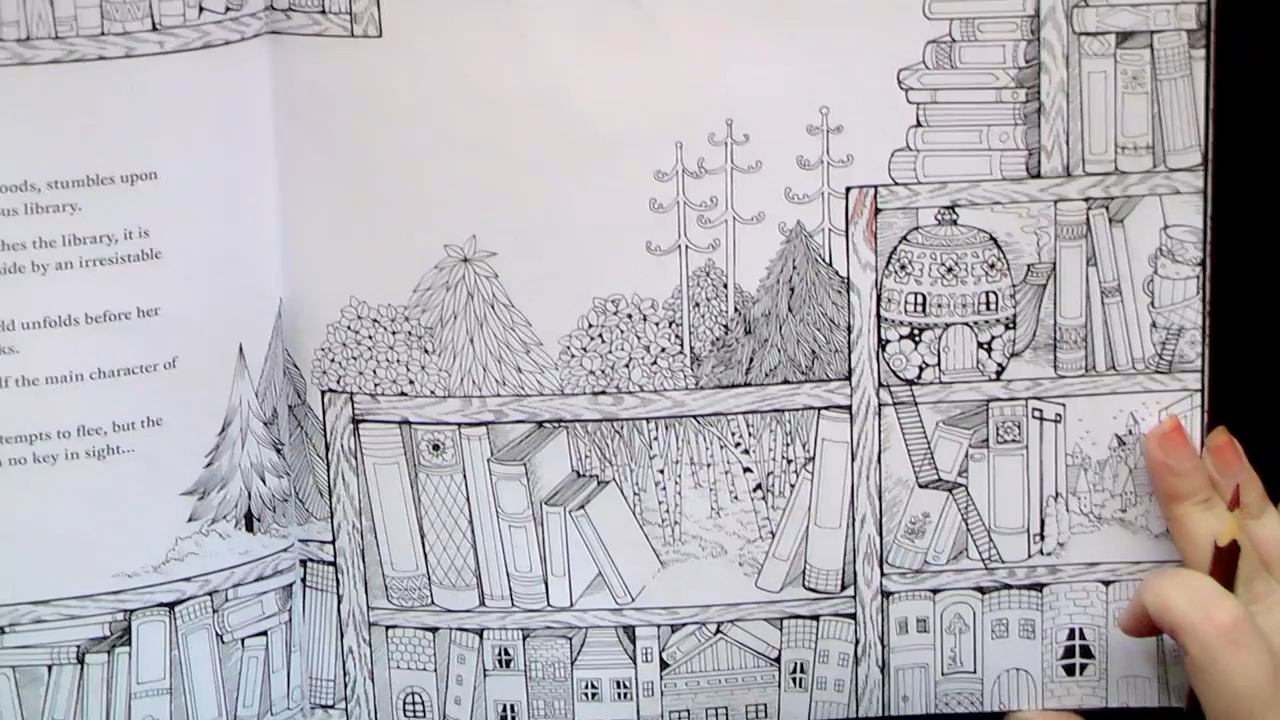 oods, stumbles upon
us library.
hes the library, it is
side by an irresistable
ld unfolds before her
ks.
lf the main character of
tempts to flee, but the
no key in sight...